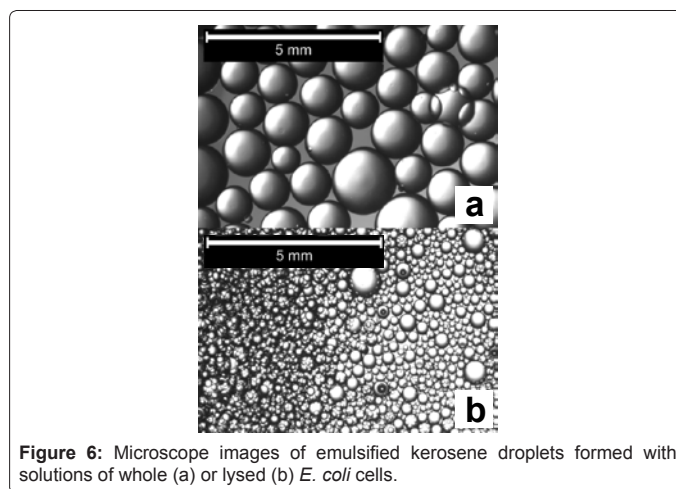 5 mm
a
5 mm
b
Figure 6: Microscope images of emulsified kerosene droplets formed with
solutions of whole (a) or lysed (b) E. coli cells.